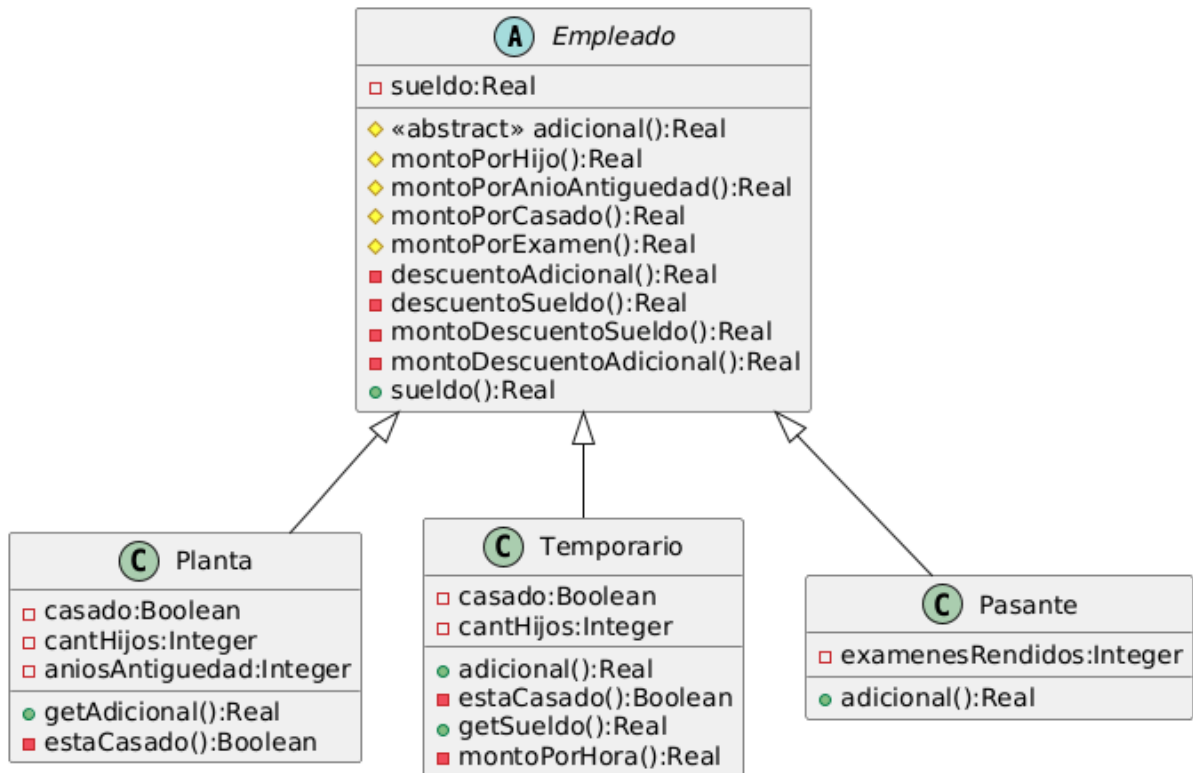 A Empleado
sueldo:Real
«abstract» adicional():Real
montoPorHijo():Real
montoPorAnioAntiguedad():Real
montoPorCasado():Real
montoPorExamen():Real
descuentoAdicional():Real
descuentoSueldo():Real
montoDescuentoSueldo():Real
montoDescuentoAdicional():Real
sueldo():Real
C Planta
casado:Boolean
cantHijos:Integer
aniosAntiguedad:Integer
getAdicional():Real
estaCasado():Boolean
C Temporario
casado:Boolean
cantHijos:Integer
adicional():Real
estaCasado():Boolean
getSueldo():Real
montoPorHora():Real
C Pasante
examenesRendidos:Integer
adicional():Real